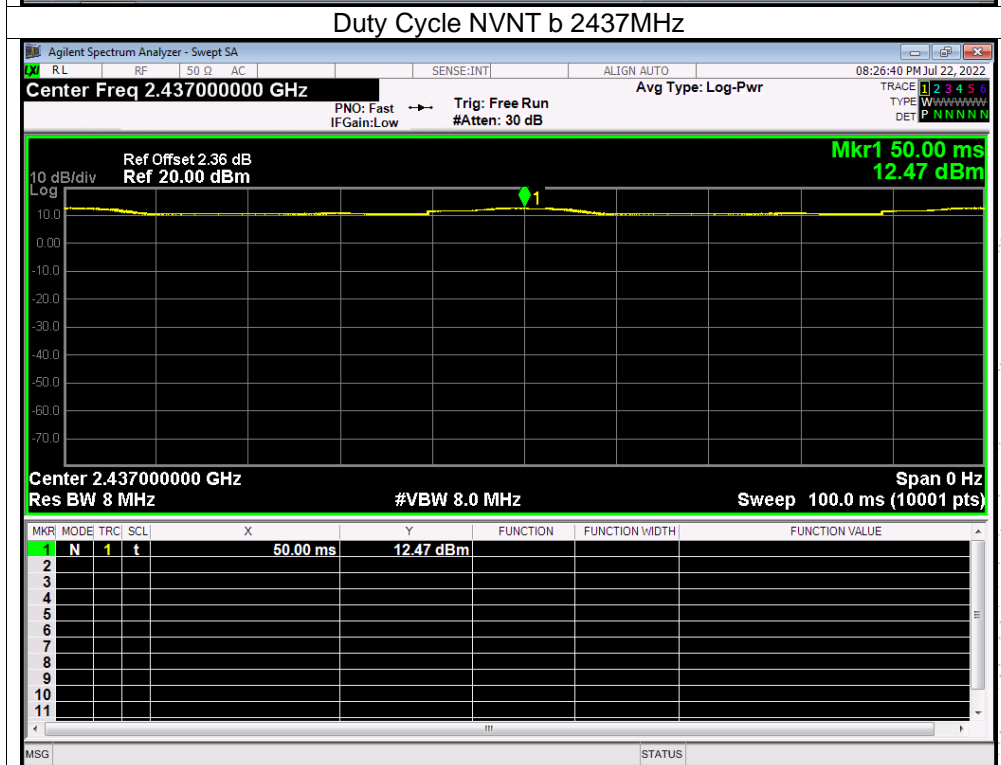 Duty Cycle NVNT b 2437MHz
Agilent Spectrum Analyzer - Swept SA
LXI RL RF 50 Ω AC SENSE:INT ALIGN AUTO 08:26:40 PM Jul 22, 2022
Center Freq 2.437000000 GHz
PNO: Fast
IFGain:Low
Trig: Free Run
#Atten: 30 dB
Avg Type: Log-Pwr
TRACE 1 2 3 4 5 6
TYPE WWWWWW
DET P N N N N N
Mkr1 50.00 ms
12.47 dBm
Ref Offset 2.36 dB
10 dB/div Ref 20.00 dBm
Log
1
10.0
0.00
-10.0
-20.0
-30.0
-40.0
-50.0
-60.0
-70.0
Center 2.437000000 GHz Span 0 Hz
Res BW 8 MHz #VBW 8.0 MHz Sweep 100.0 ms (10001 pts)
MKR MODE TRC SCL X Y FUNCTION FUNCTION WIDTH FUNCTION VALUE
1 N 1 t 50.00 ms 12.47 dBm
2
3
4
5
6
7
8
9
10
11
MSG STATUS